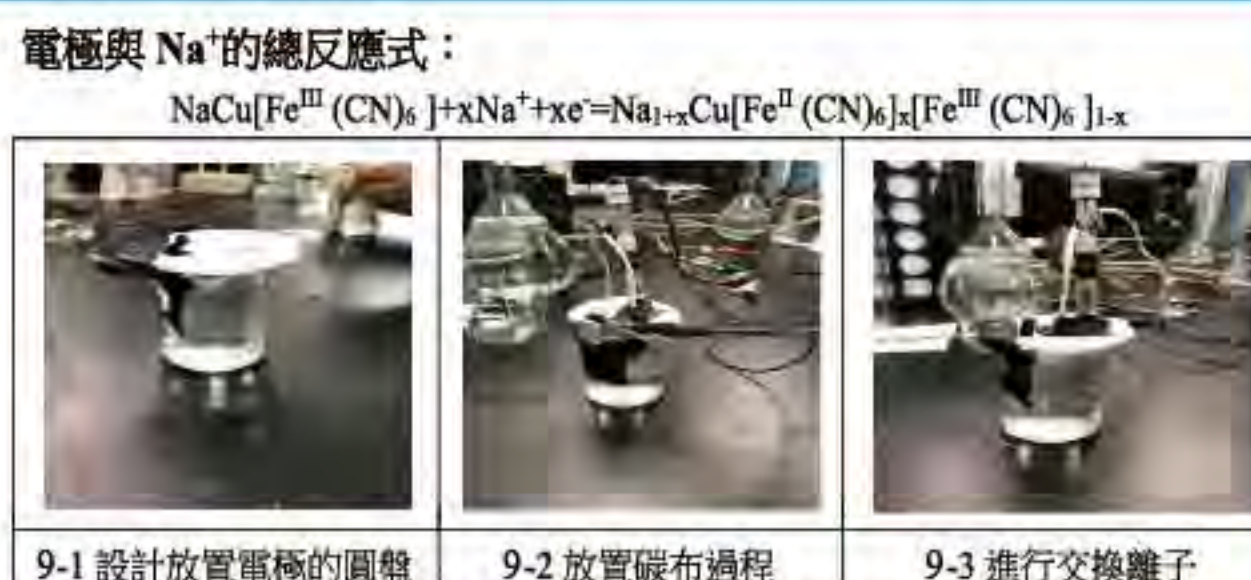 電極與 Na⁺的總反應式：
NaCu[Fe^III (CN)₆ ]+xNa⁺+xe⁻=Na₁₊ₓCu[Fe^II (CN)₆]ₓ[Fe^III (CN)₆ ]₁₋ₓ
9-1 設計放置電極的圓盤
9-2 放置碳布過程
9-3 進行交換離子